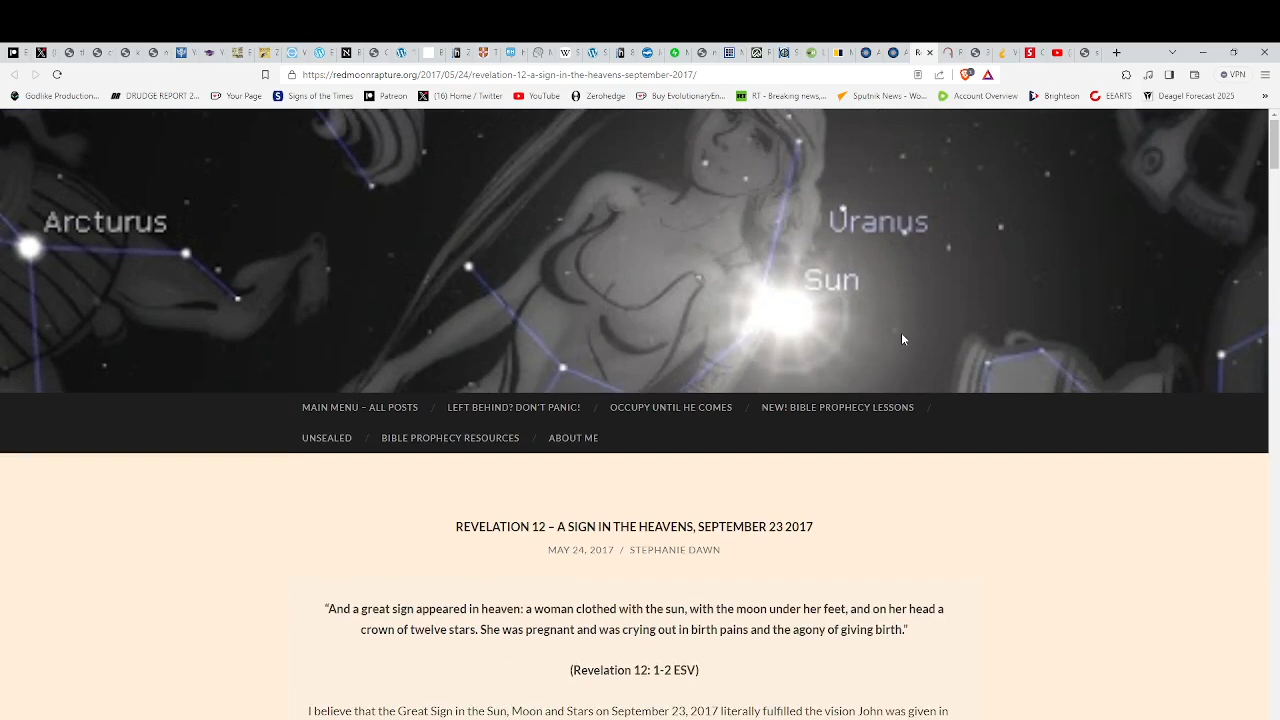 https://redmoonrapture.org/2017/05/24/revelation-12-a-sign-in-the-heavens-september-2017/
VPN
Godlike Production...
DRUDGE REPORT 2...
Your Page
Signs of the Times
Patreon
(16) Home / Twitter
YouTube
Zerohedge
Buy EvolutionaryEn...
RT - Breaking news,...
Sputnik News - Wo...
Account Overview
Brighteon
EEARTS
Deagel Forecast 2025
Arcturus
Uranus
Sun
MAIN MENU – ALL POSTS / LEFT BEHIND? DON'T PANIC! / OCCUPY UNTIL HE COMES / NEW! BIBLE PROPHECY LESSONS /
UNSEALED / BIBLE PROPHECY RESOURCES / ABOUT ME
REVELATION 12 – A SIGN IN THE HEAVENS, SEPTEMBER 23 2017
MAY 24, 2017 / STEPHANIE DAWN
“And a great sign appeared in heaven: a woman clothed with the sun, with the moon under her feet, and on her head a
crown of twelve stars. She was pregnant and was crying out in birth pains and the agony of giving birth.”
(Revelation 12: 1-2 ESV)
I believe that the Great Sign in the Sun, Moon and Stars on September 23, 2017 literally fulfilled the vision John was given in